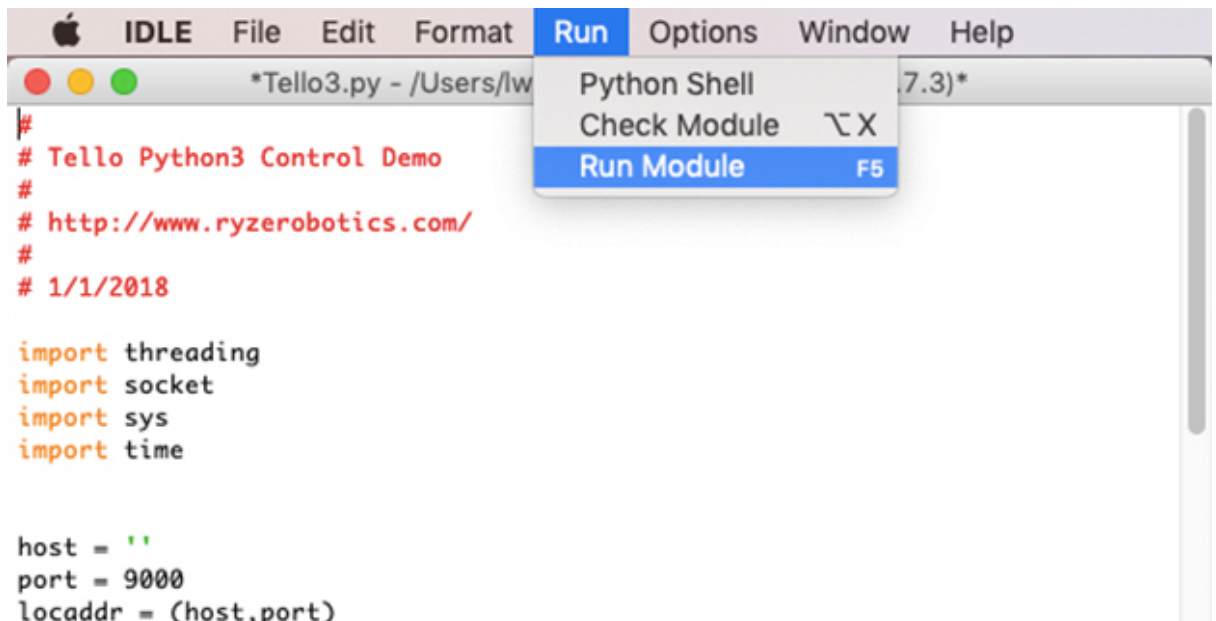 IDLE File Edit Format Run Options Window Help
*Tello3.py - /Users/lw .7.3)*
Python Shell
Check Module ⌥X
Run Module F5
#
# Tello Python3 Control Demo
#
# http://www.ryzerobotics.com/
#
# 1/1/2018
import threading
import socket
import sys
import time
host = ''
port = 9000
locaddr = (host,port)